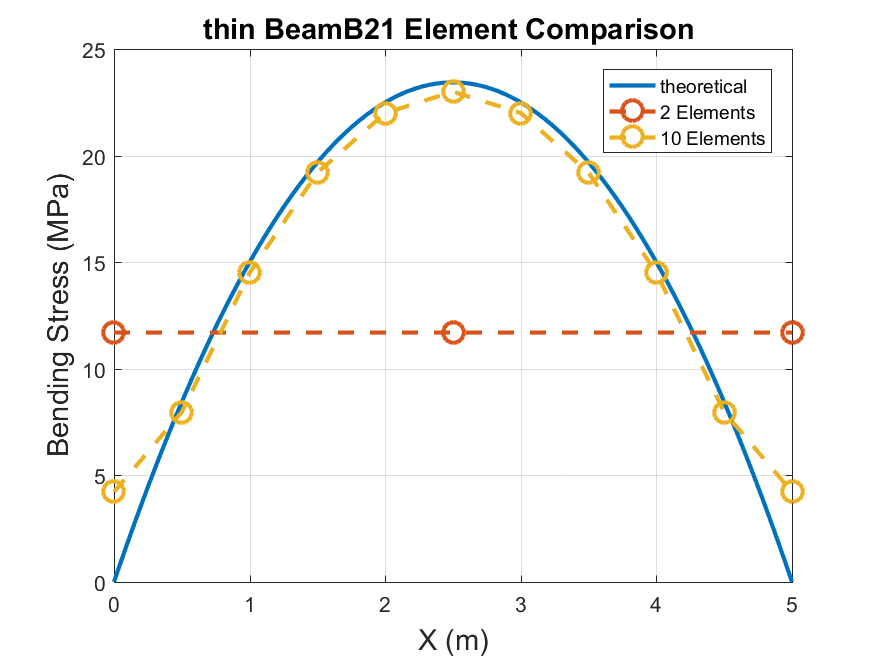 thin BeamB21 Element Comparison
25
20
15
10
5
0
Bending Stress (MPa)
theoretical
2 Elements
10 Elements
0 1 2 3 4 5
X (m)